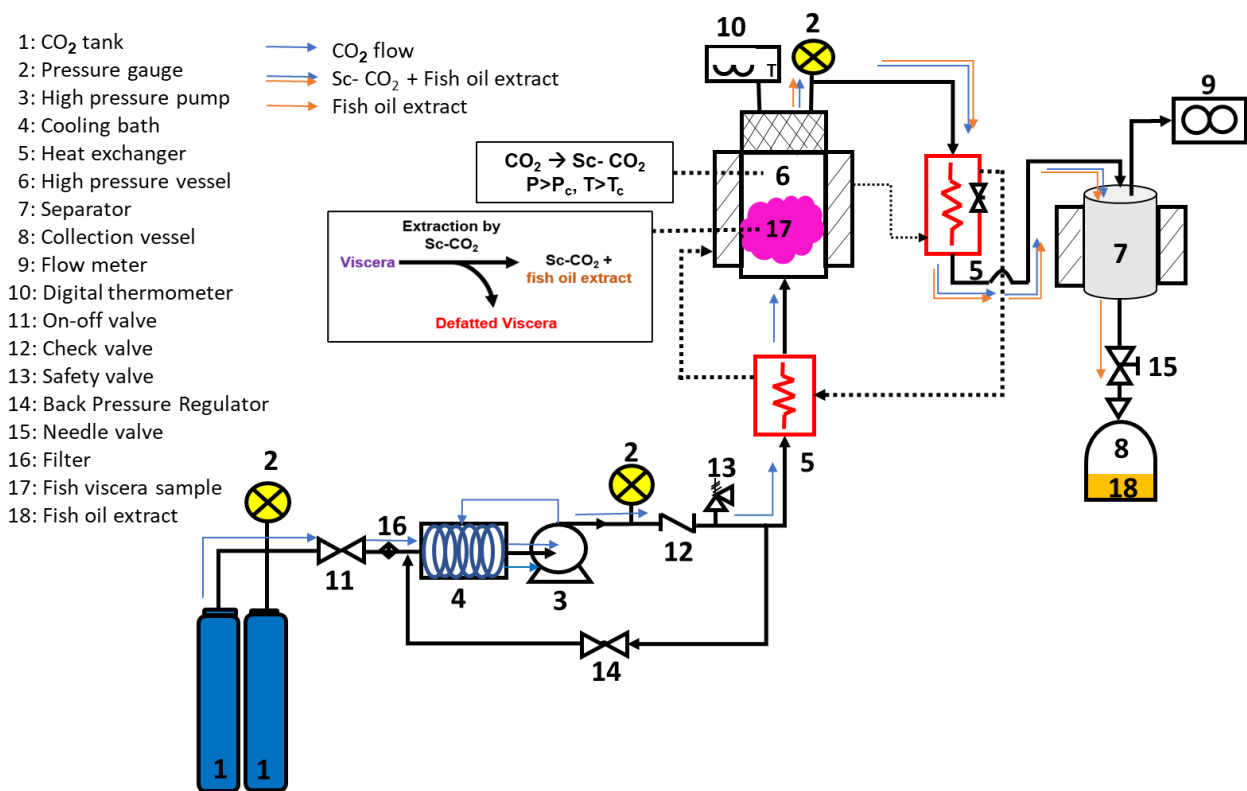 1: CO₂ tank
2: Pressure gauge
3: High pressure pump
4: Cooling bath
5: Heat exchanger
6: High pressure vessel
7: Separator
8: Collection vessel
9: Flow meter
10: Digital thermometer
11: On-off valve
12: Check valve
13: Safety valve
14: Back Pressure Regulator
15: Needle valve
16: Filter
17: Fish viscera sample
18: Fish oil extract
CO₂ flow
Sc- CO₂ + Fish oil extract
Fish oil extract
10
T
2
9
CO₂ → Sc- CO₂
P>Pc, T>Tc
6
17
Extraction by
Sc-CO₂
Viscera
Sc-CO₂ +
fish oil extract
Defatted Viscera
5
7
15
8
18
5
13
2
12
2
16
11
4
3
14
1
1